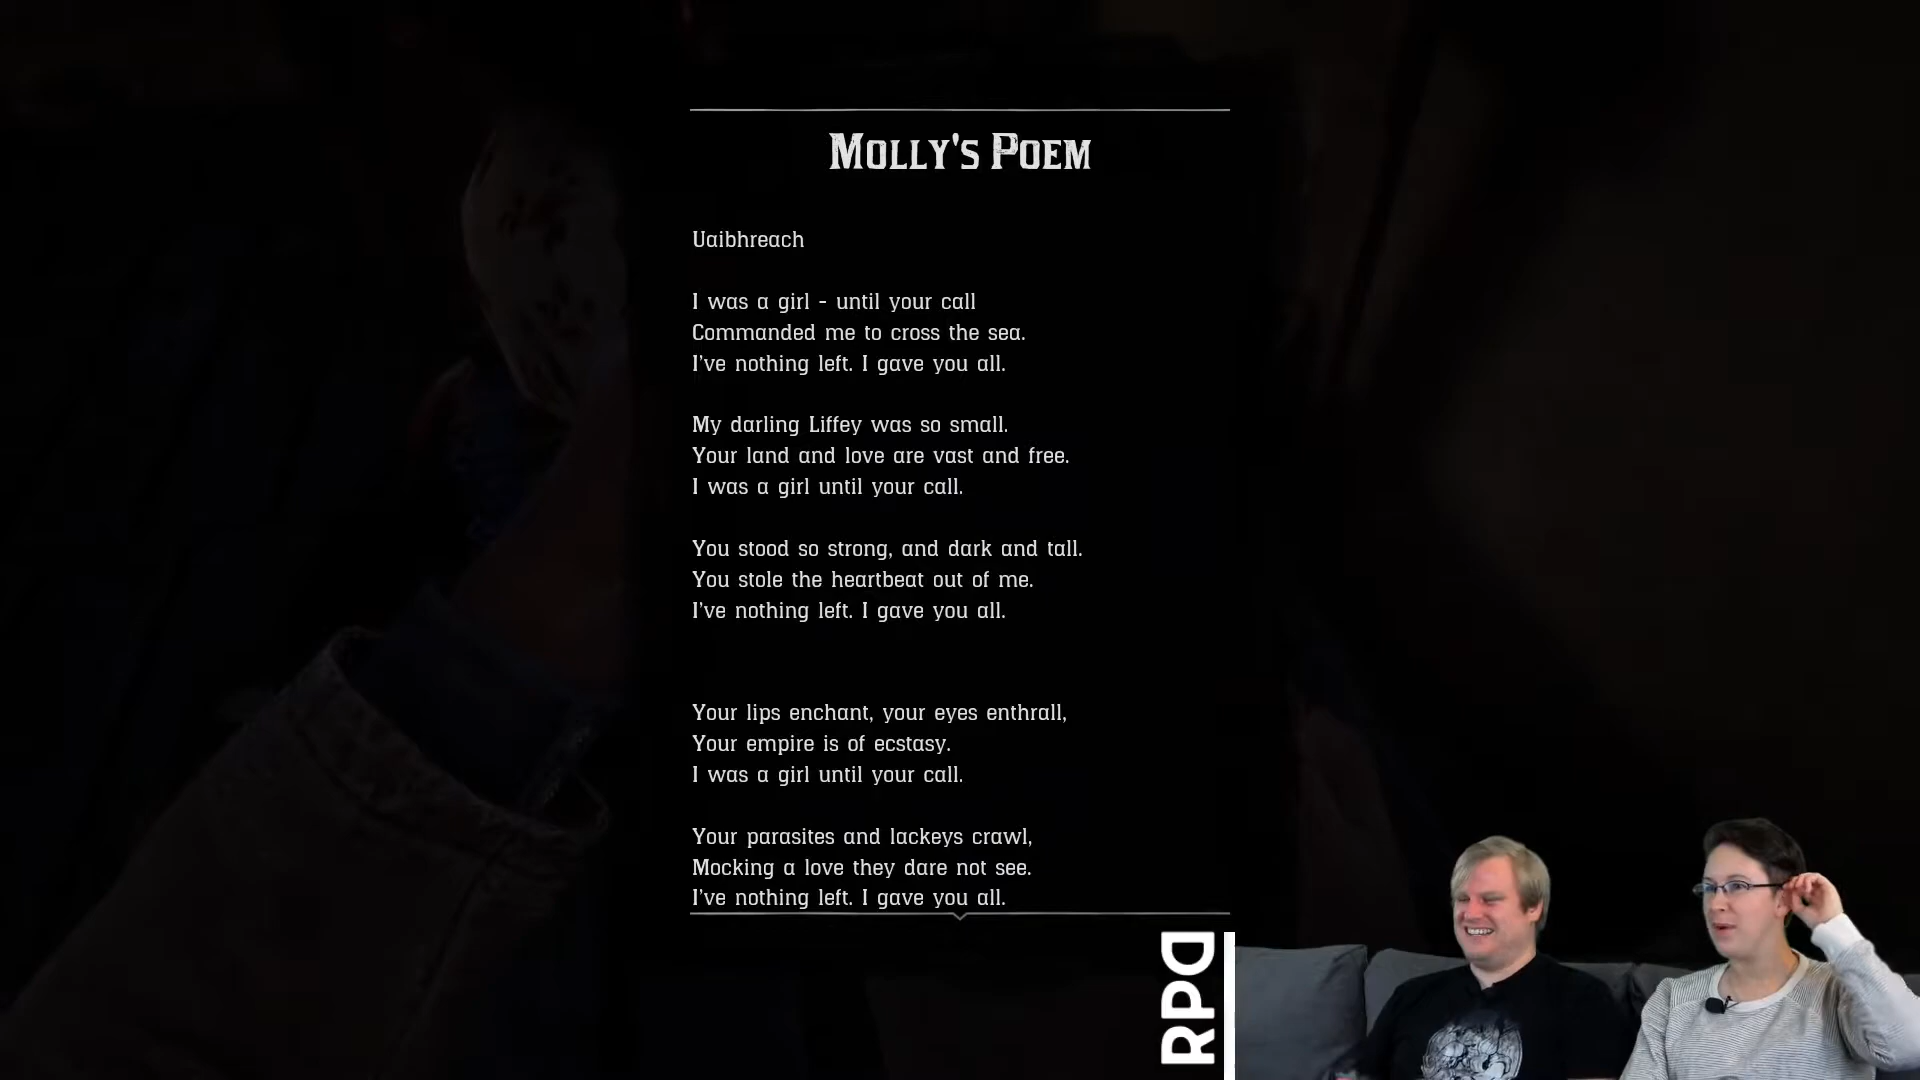 Molly's Poem
Uaibhreach
I was a girl - until your call
Commanded me to cross the sea.
I've nothing left. I gave you all.
My darling Liffey was so small.
Your land and love are vast and free.
I was a girl until your call.
You stood so strong, and dark and tall.
You stole the heartbeat out of me.
I've nothing left. I gave you all.
Your lips enchant, your eyes enthrall,
Your empire is of ecstasy.
I was a girl until your call.
Your parasites and lackeys crawl,
Mocking a love they dare not see.
I've nothing left. I gave you all.
RPD